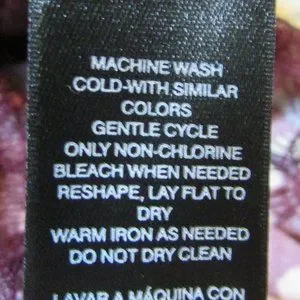 MACHINE WASH
COLD-WITH SIMILAR
COLORS
GENTLE CYCLE
ONLY NON-CHLORINE
BLEACH WHEN NEEDED
RESHAPE, LAY FLAT TO
DRY
WARM IRON AS NEEDED
DO NOT DRY CLEAN
LAVAR A MÁQUINA CON